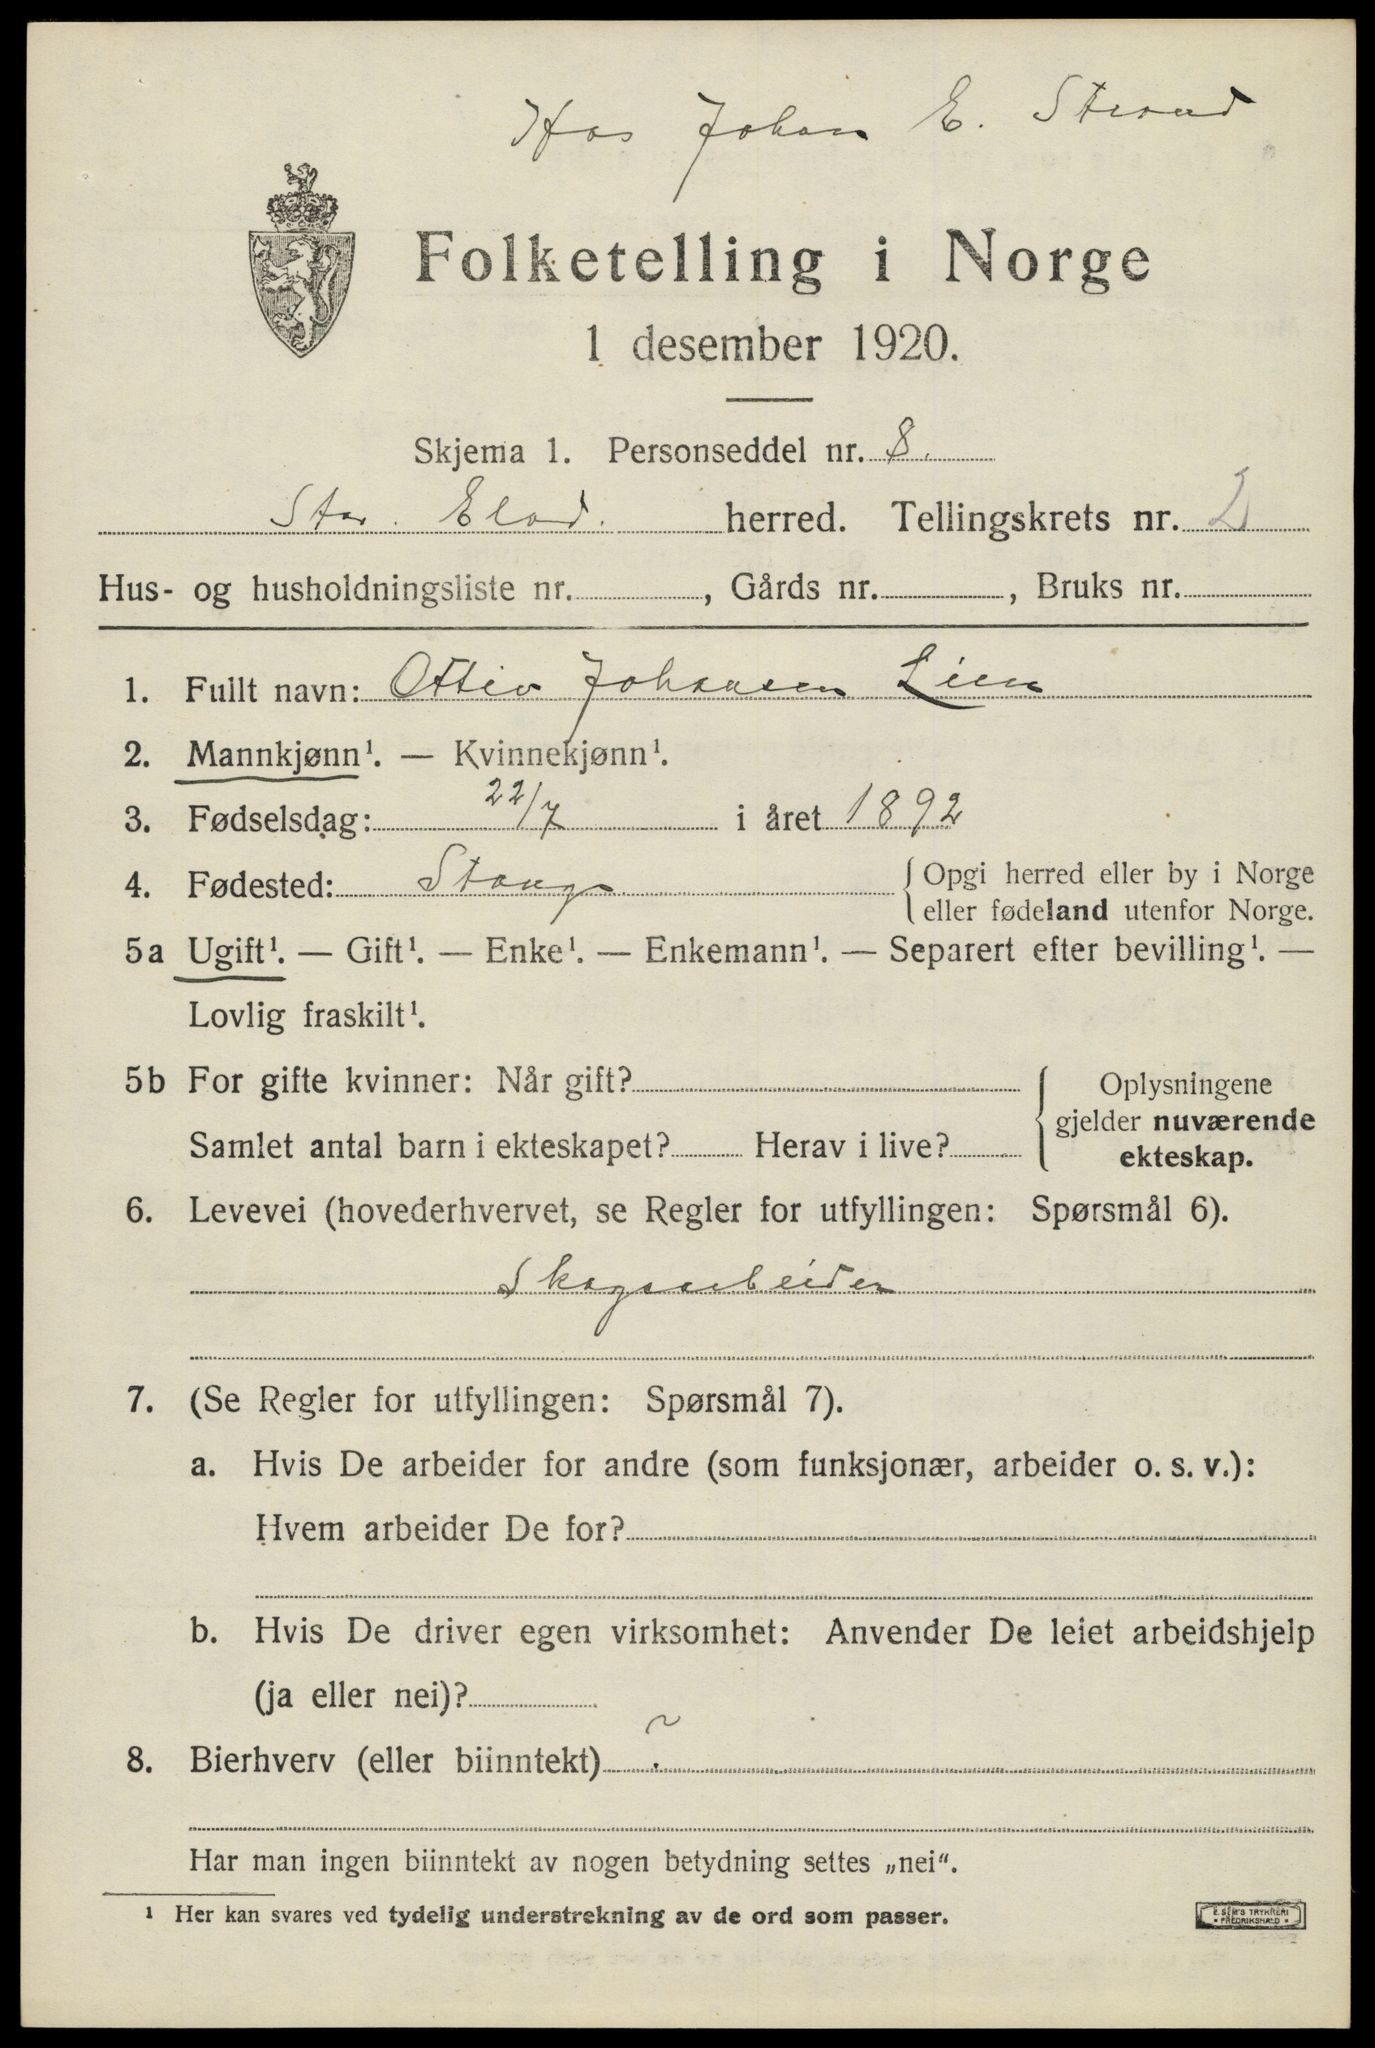 Hos Johan E. Strand
Folketelling i Norge
1 desember 1920.
Skjema 1. Personseddel nr. 8.
Stor. Elvd. herred. Tellingskrets nr. 2
Hus- og husholdningsliste nr. , Gårds nr. , Bruks nr.
1. Fullt navn: Johansen Lien
2. Mannkjønn¹. — Kvinnekjønn¹.
3. Fødselsdag: 22/7 i året 1892
4. Fødested: Stange { Opgi herred eller by i Norge
eller fødeland utenfor Norge.
5a Ugift¹. — Gift¹. — Enke¹. — Enkemann¹. — Separert efter bevilling¹. —
Lovlig fraskilt¹.
5b For gifte kvinner: Når gift? { Oplysningene
gjelder nuværende
Samlet antal barn i ekteskapet? Herav i live? ekteskap.
6. Levevei (hovederhvervet, se Regler for utfyllingen: Spørsmål 6).
Skogsarbeider
7. (Se Regler for utfyllingen: Spørsmål 7).
a. Hvis De arbeider for andre (som funksjonær, arbeider o. s. v.):
Hvem arbeider De for?
b. Hvis De driver egen virksomhet: Anvender De leiet arbeidshjelp
(ja eller nei)?
8. Bierhverv (eller biinntekt) ~
Har man ingen biinntekt av nogen betydning settes „nei“.
¹ Her kan svares ved tydelig understrekning av de ord som passer.
E. SEM'S TRYKKERI
• FREDRIKSHALD •